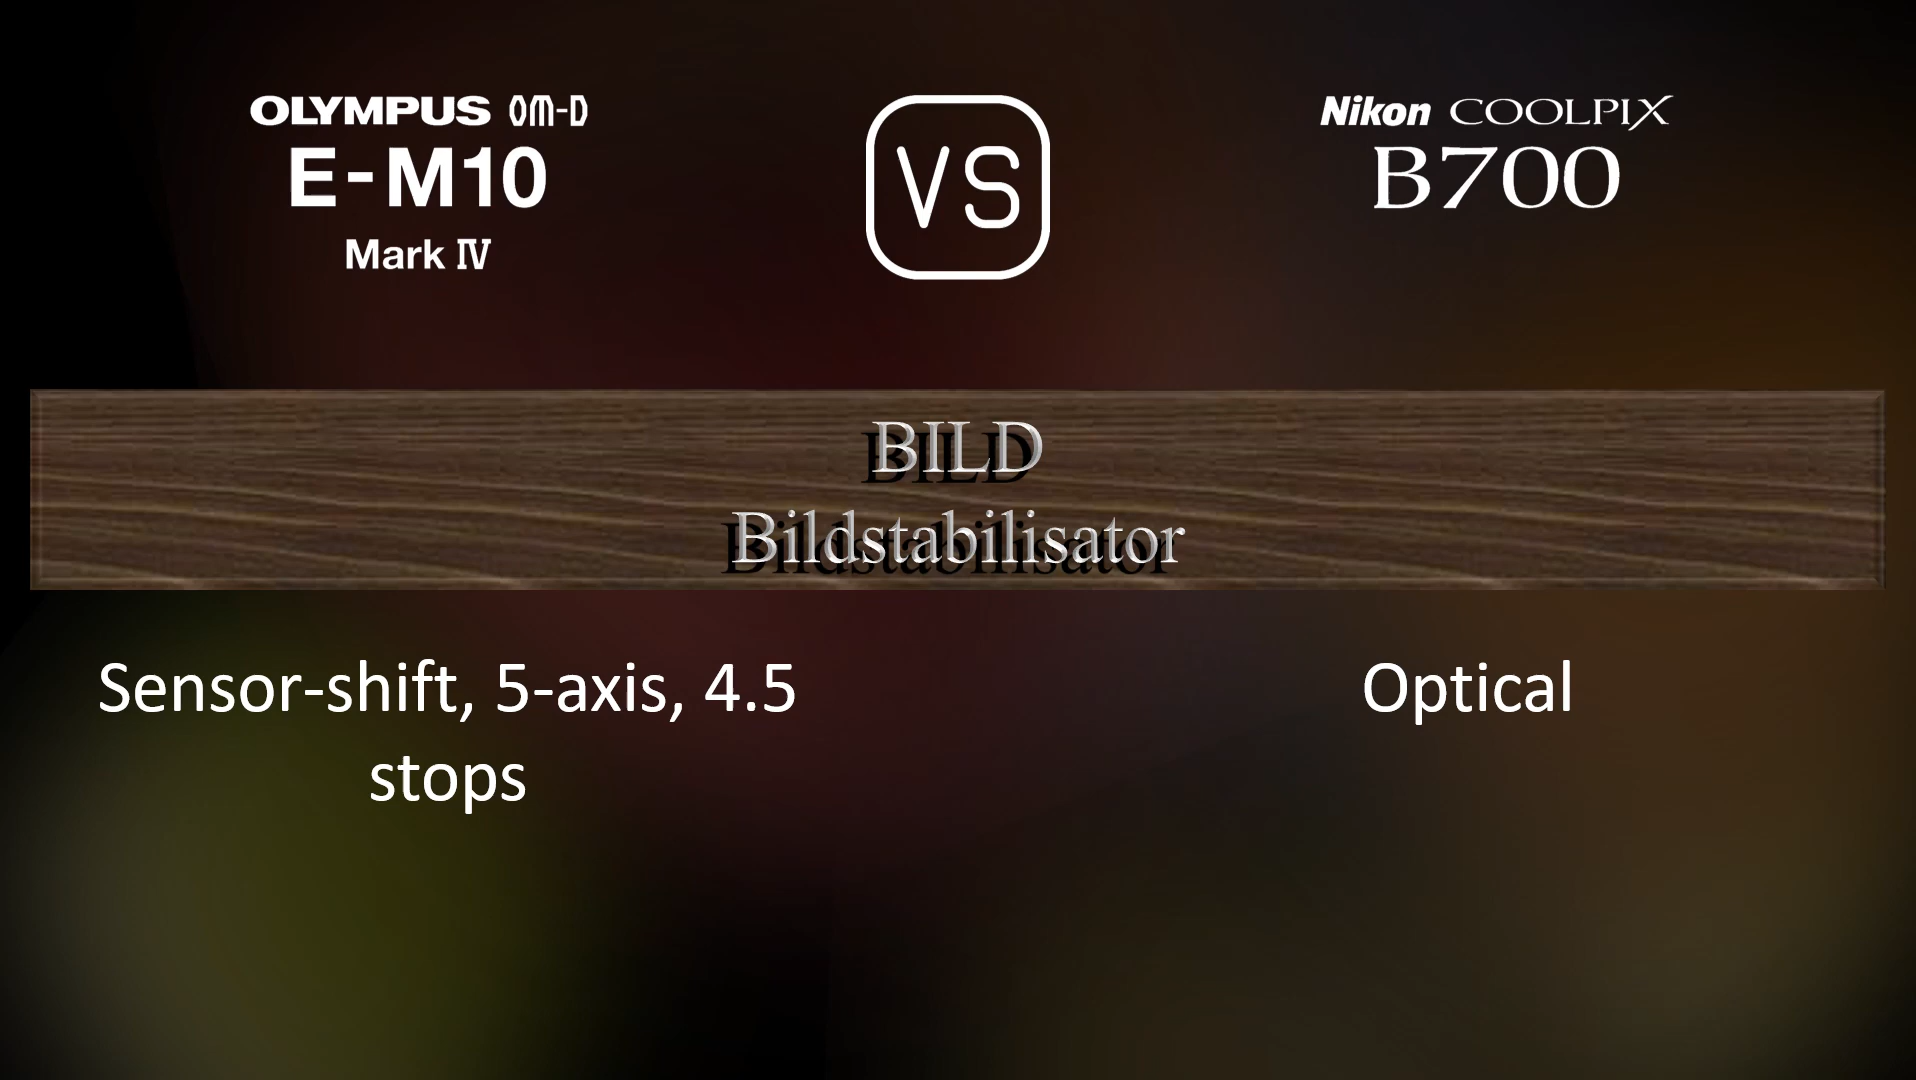 OLYMPUS OM-D
E-M10
Mark IV
VS
Nikon COOLPIX
B700
BILD
Bildstabilisator
Sensor-shift, 5-axis, 4.5
stops
Optical